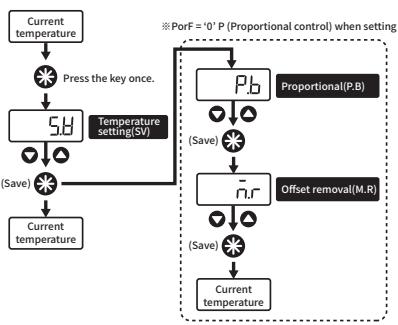 Current
temperature
※PorF = ‘0’ P (Proportional control) when setting
Press the key once.
S.V
Temperature
setting(SV)
(Save)
Current
temperature
P.b
Proportional(P.B)
(Save)
n̄.r
Offset removal(M.R)
(Save)
Current
temperature